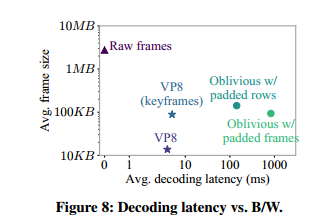 10MB
Raw frames
1MB
VP8
(keyframes)
Oblivious w/
padded rows
100KB
Oblivious w/
padded frames
VP8
10KB
0 1 10 100 1000
Avg. frame size
Avg. decoding latency (ms)
Figure 8: Decoding latency vs. B/W.